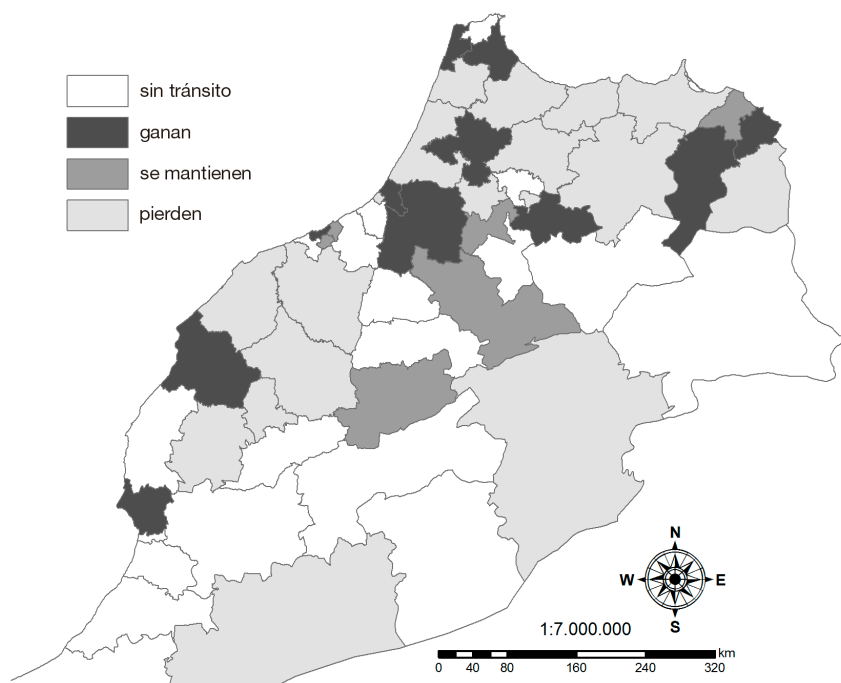 sin tránsito
ganan
se mantienen
pierden
N
W E
S
1:7.000.000
km
0 40 80 160 240 320